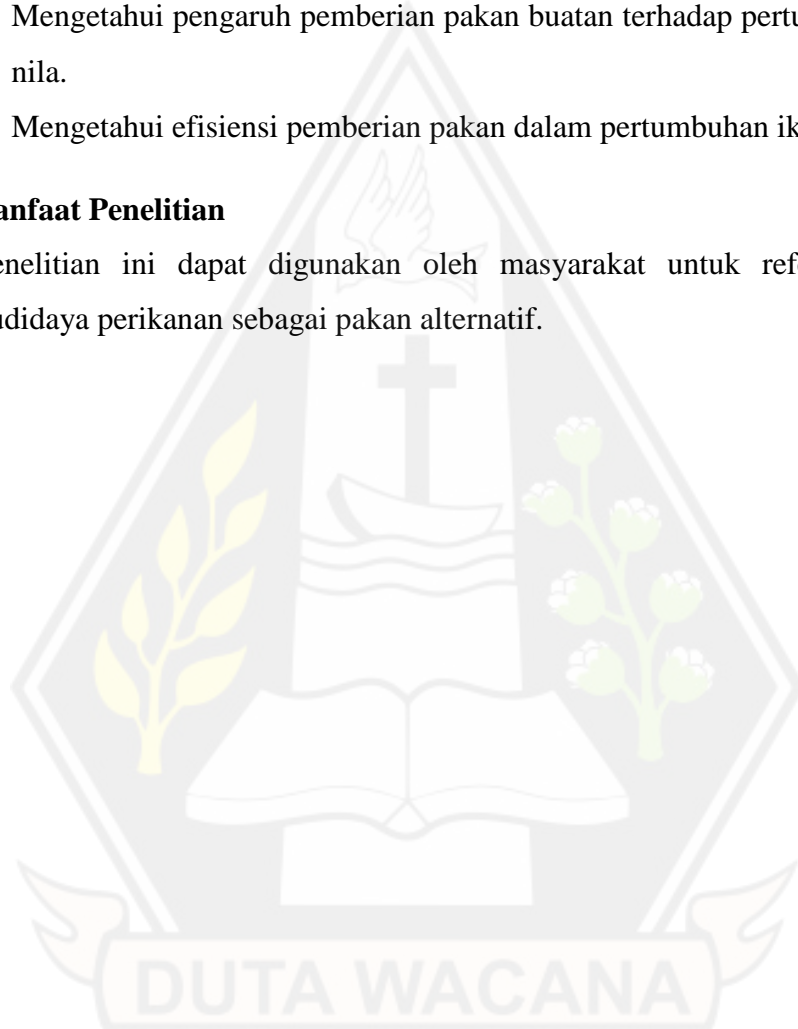 Mengetahui pengaruh pemberian pakan buatan terhadap pertu
nila.
Mengetahui efisiensi pemberian pakan dalam pertumbuhan ik
anfaat Penelitian
enelitian ini dapat digunakan oleh masyarakat untuk refe
udidaya perikanan sebagai pakan alternatif.
DUTA WACANA